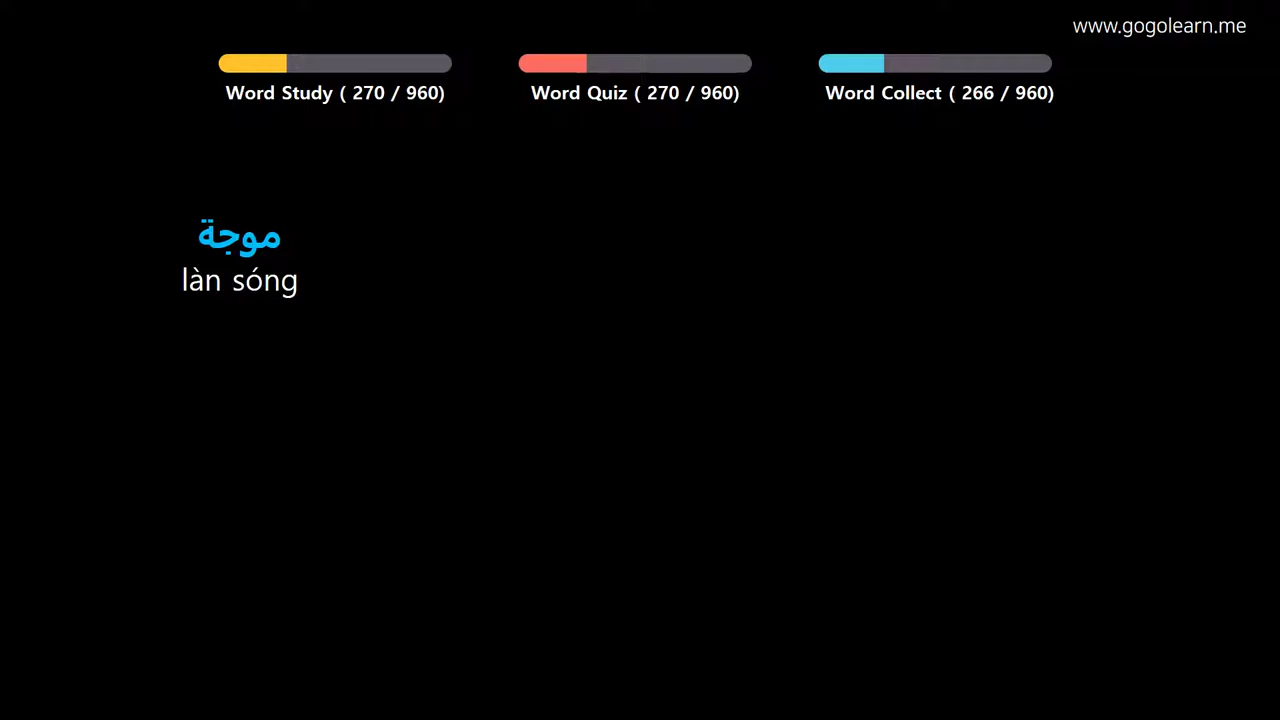 www.gogolearn.me
Word Study ( 270 / 960)
Word Quiz ( 270 / 960)
Word Collect ( 266 / 960)
موجة
làn sóng